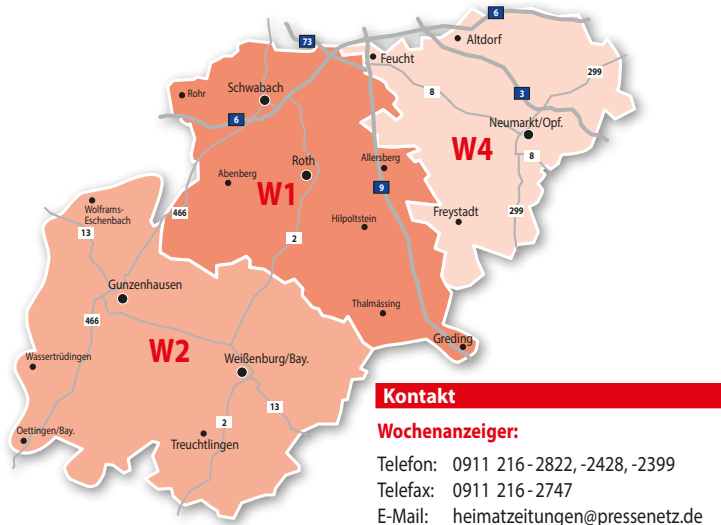 6
73
Altdorf
Feucht
299
Rohr
Schwabach
8
3
6
Neumarkt/Opf.
W4
8
Roth
Allersberg
Abenberg
W1
9
Wolframs-
Eschenbach
466
Hilpoltstein
Freystadt
299
13
2
Gunzenhausen
Thalmässing
466
Greding
W2
Wassertrüdingen
Weißenburg/Bay.
13
2
Oettingen/Bay.
Treuchtlingen
Kontakt
Wochenanzeiger:
Telefon: 0911 216-2822, -2428, -2399
Telefax: 0911 216-2747
E-Mail: heimatzeitungen@pressenetz.de